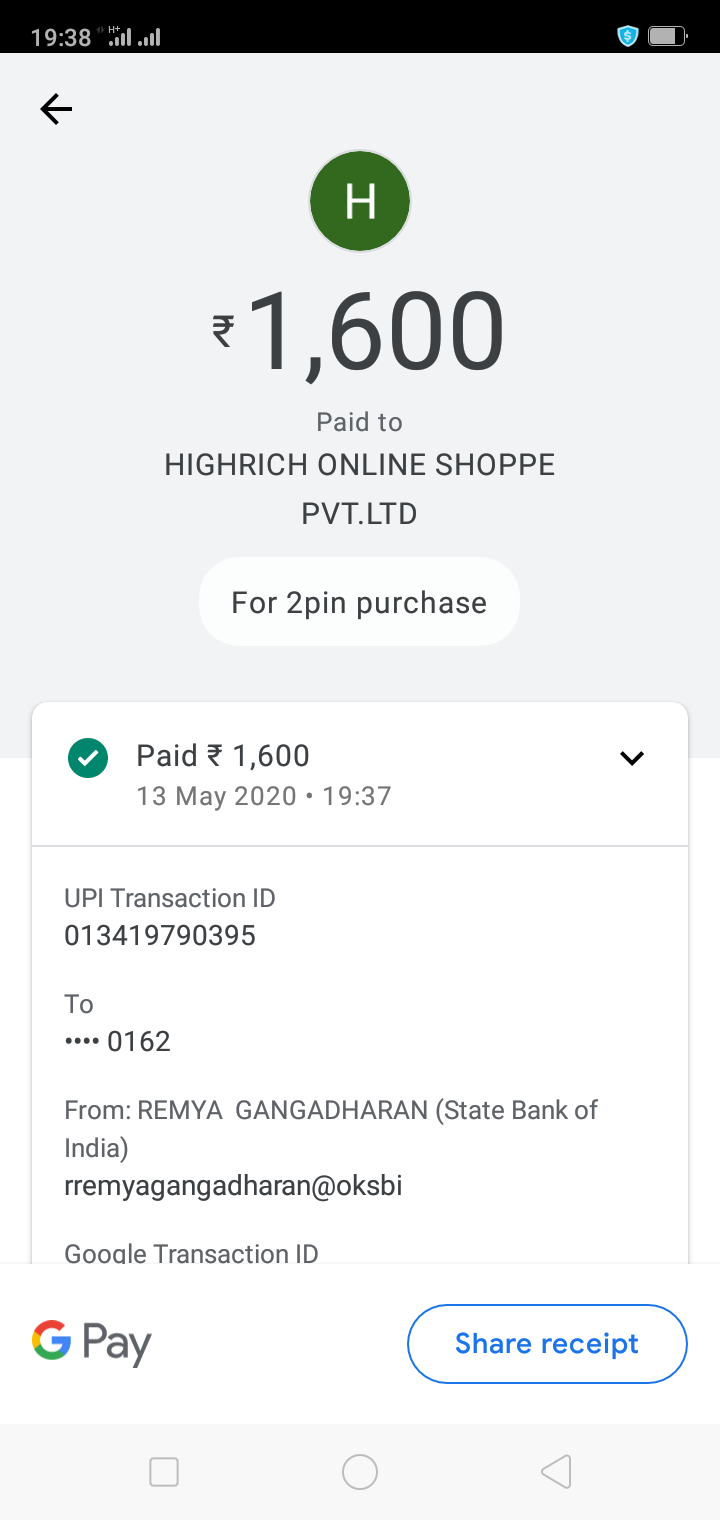 19:38 H+
H
₹1,600
Paid to
HIGHRICH ONLINE SHOPPE
PVT.LTD
For 2pin purchase
Paid ₹ 1,600
13 May 2020 • 19:37
UPI Transaction ID
013419790395
To
•••• 0162
From: REMYA  GANGADHARAN (State Bank of
India)
rremyagangadharan@oksbi
Google Transaction ID
G Pay
Share receipt